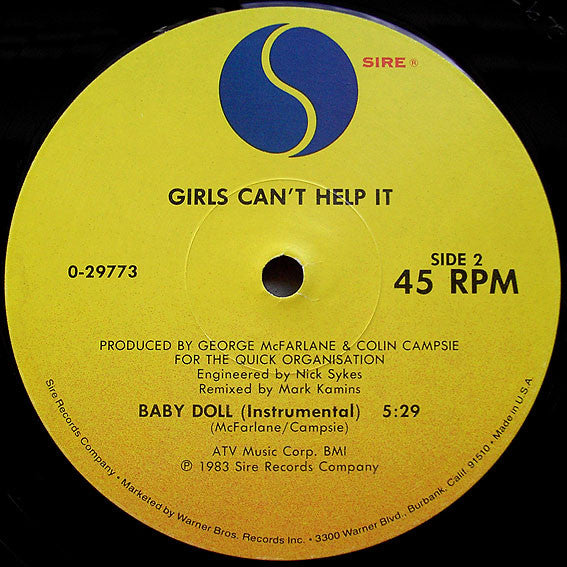 SIRE ®
GIRLS CAN'T HELP IT
0-29773
SIDE 2
45 RPM
PRODUCED BY GEORGE McFARLANE & COLIN CAMPSIE
FOR THE QUICK ORGANISATION
Engineered by Nick Sykes
Remixed by Mark Kamins
BABY DOLL (Instrumental) 5:29
(McFarlane/Campsie)
ATV Music Corp. BMI
℗ 1983 Sire Records Company
Sire Records Company • Marketed by Warner Bros. Records Inc. • 3300 Warner Blvd., Burbank, Calif. 91510 • Made in U.S.A.